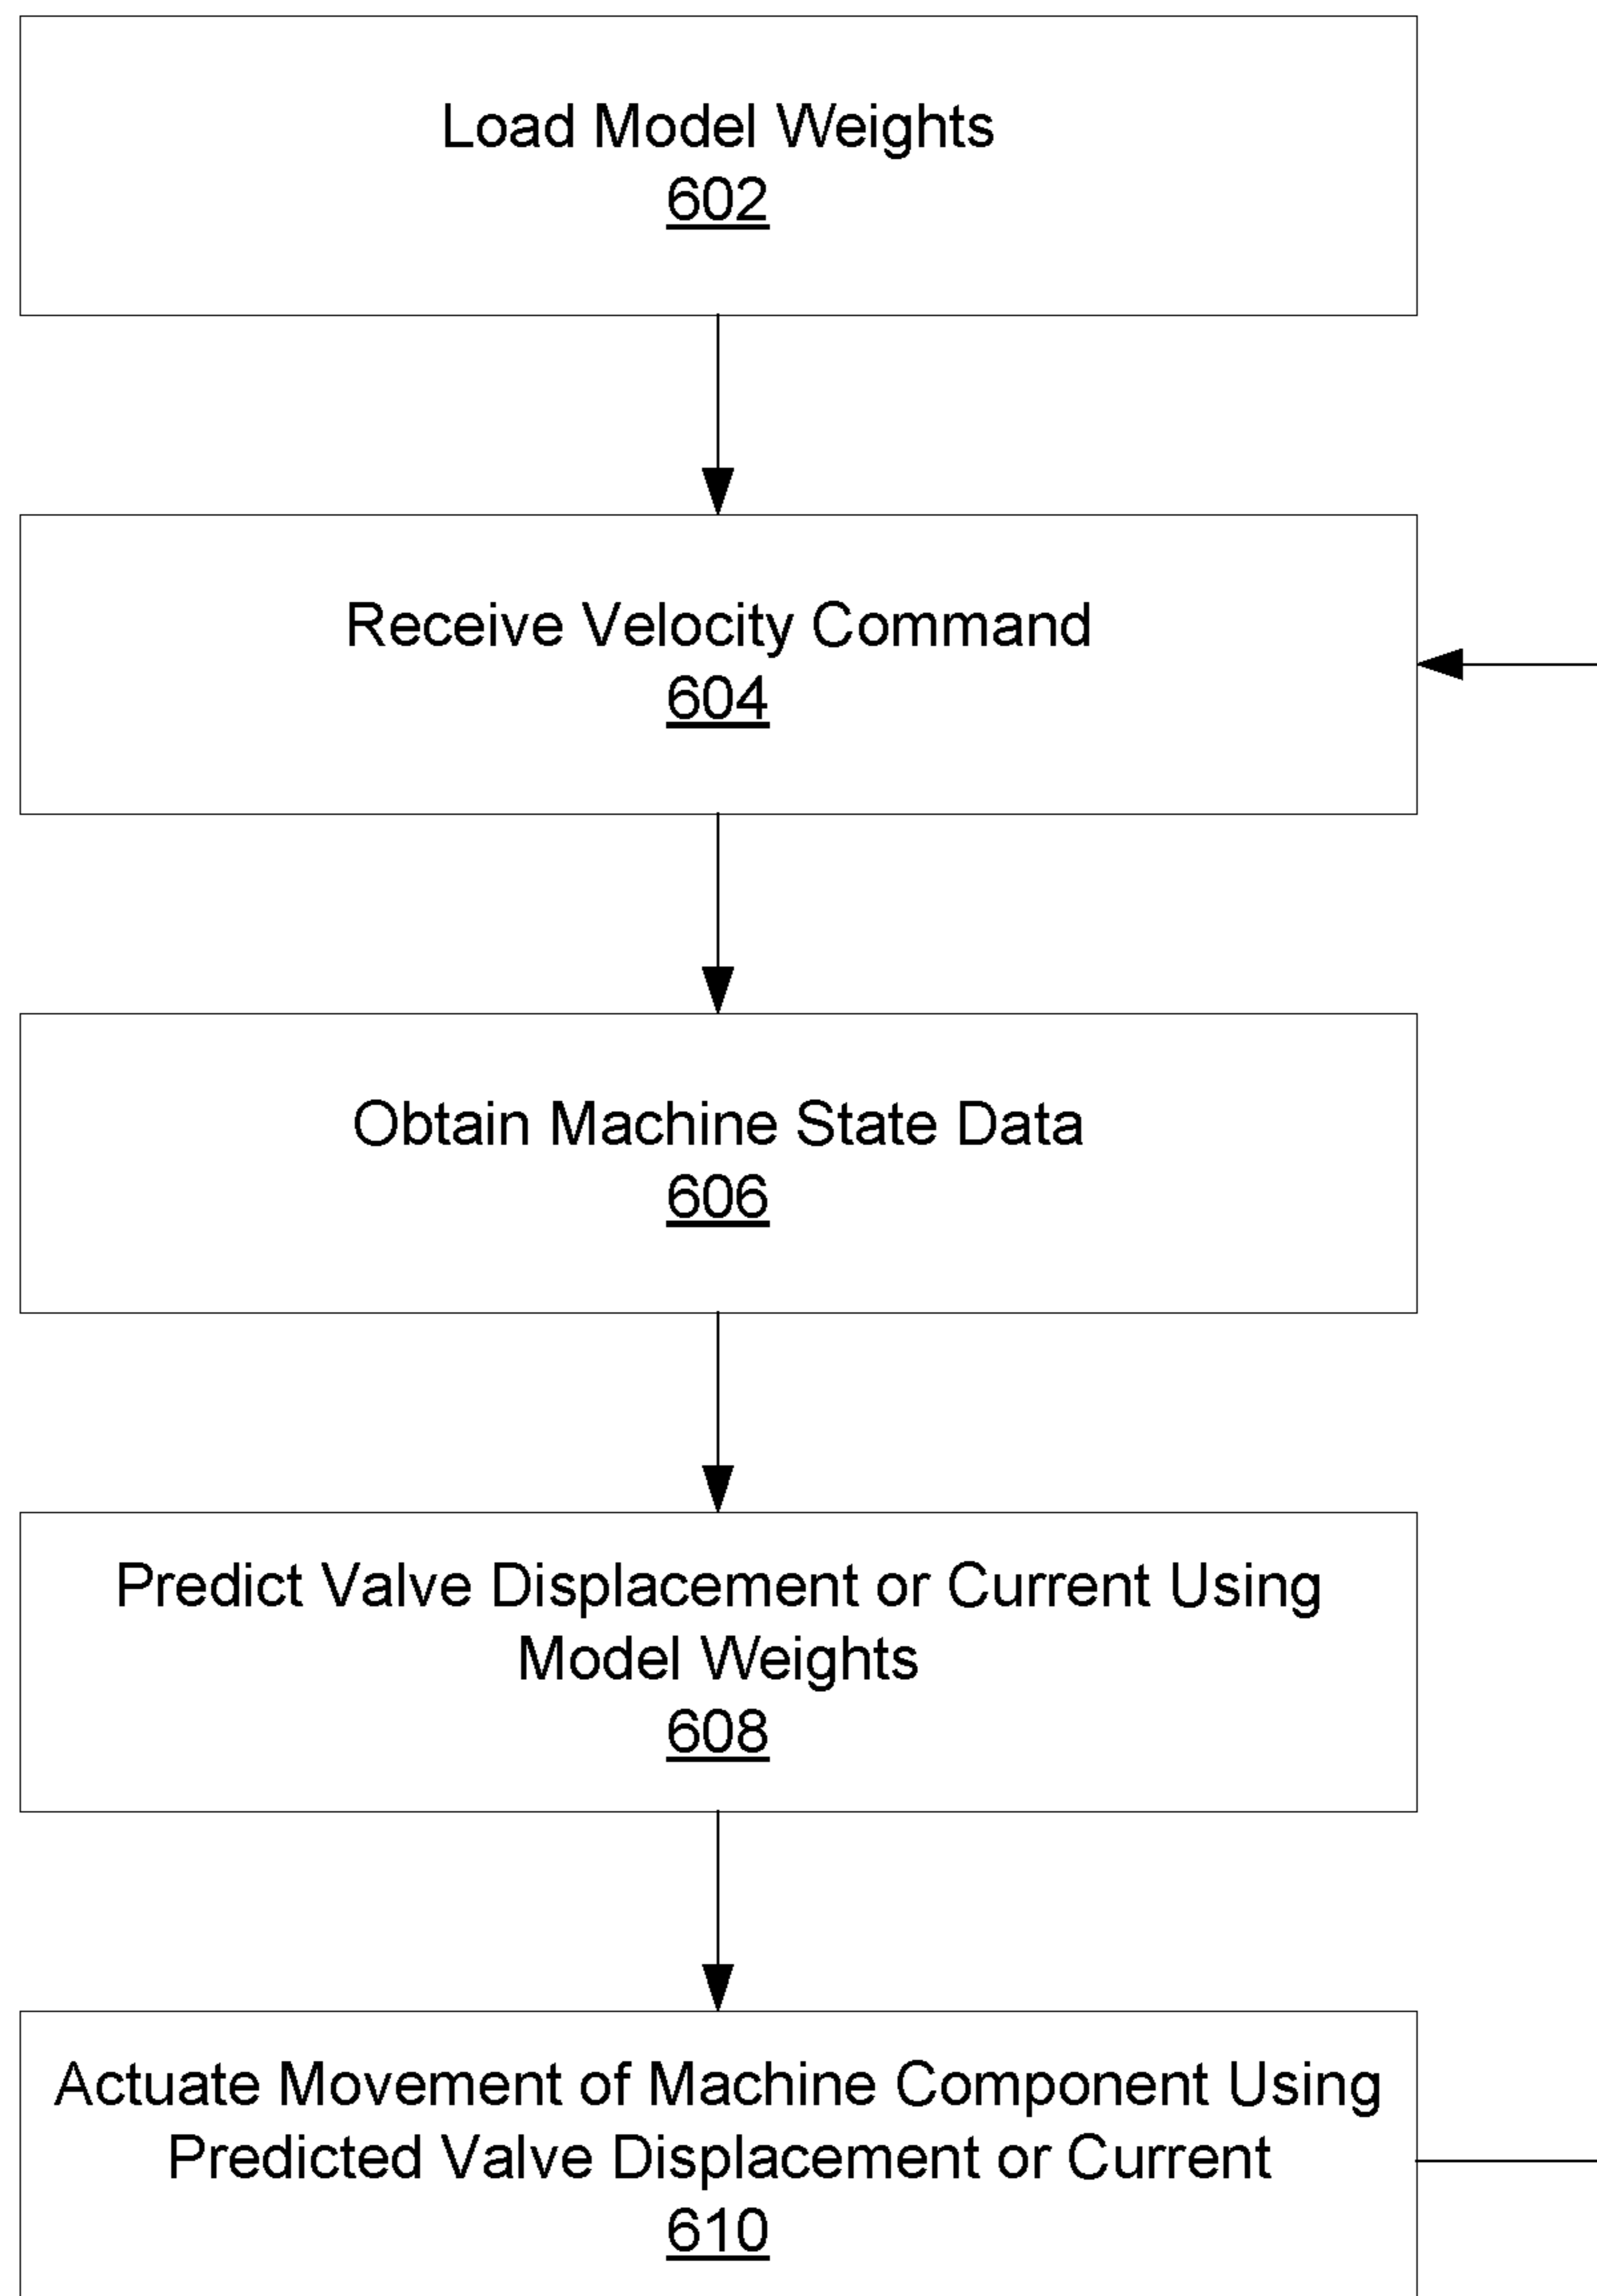 Load Model Weights
602
Receive Velocity Command
604
Obtain Machine State Data
606
Predict Valve Displacement or Current Using
Model Weights
608
Actuate Movement of Machine Component Using
Predicted Valve Displacement or Current
610